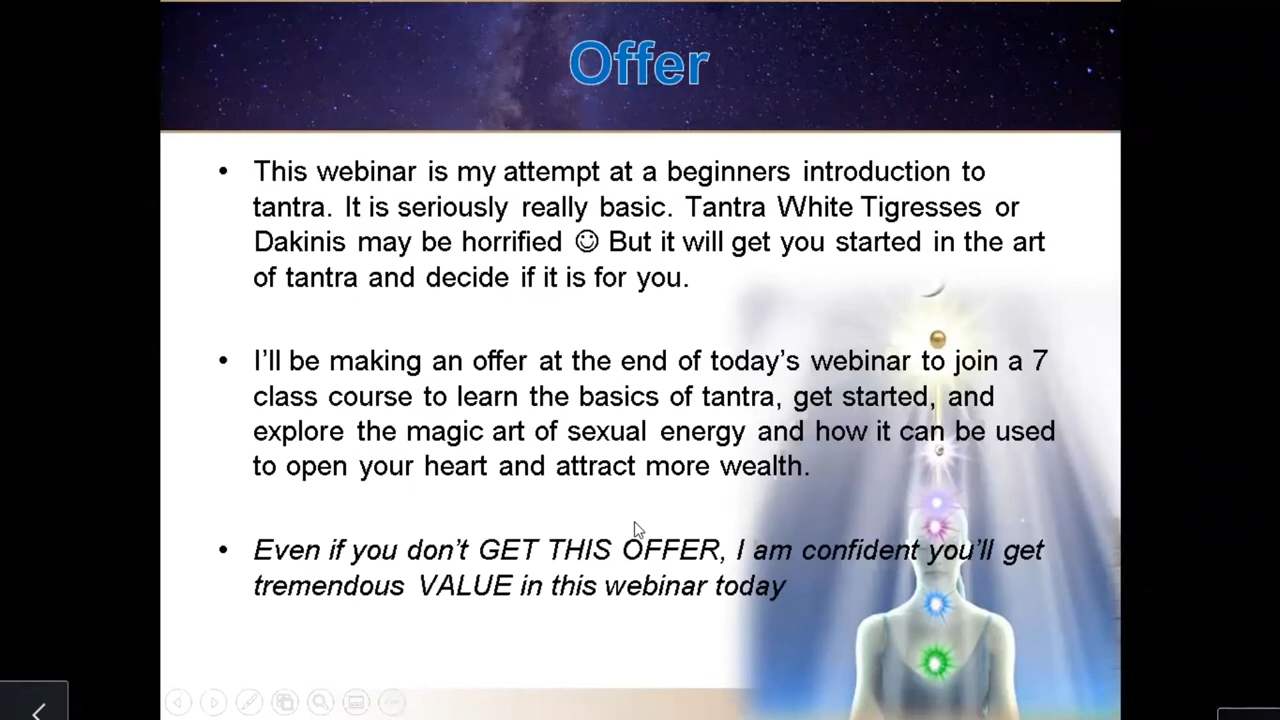 Offer
• This webinar is my attempt at a beginners introduction to
tantra. It is seriously really basic. Tantra White Tigresses or
Dakinis may be horrified ☺ But it will get you started in the art
of tantra and decide if it is for you.
• I’ll be making an offer at the end of today’s webinar to join a 7
class course to learn the basics of tantra, get started, and
explore the magic art of sexual energy and how it can be used
to open your heart and attract more wealth.
• Even if you don’t GET THIS OFFER, I am confident you’ll get
tremendous VALUE in this webinar today